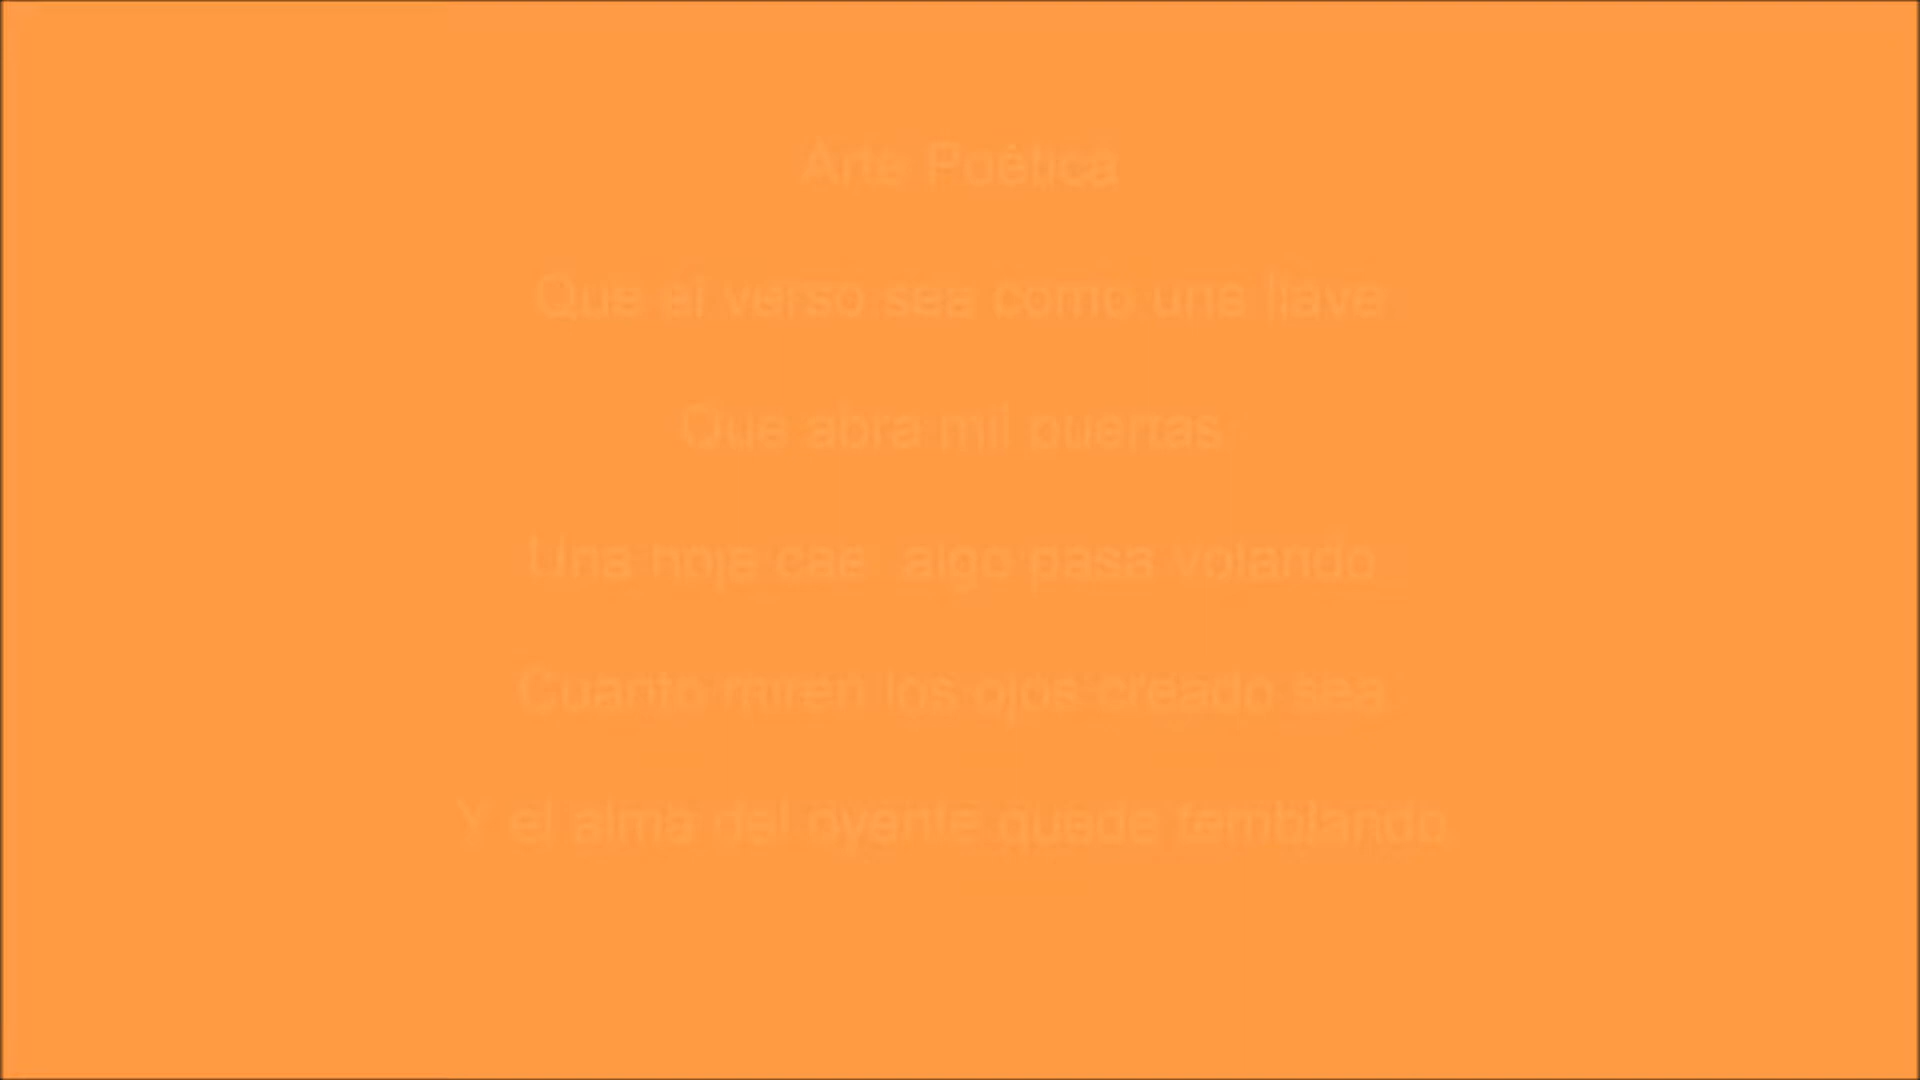 Arte Poética
Que el verso sea como una llave
Que abra mil puertas.
Una hoja cae; algo pasa volando
Cuanto miren los ojos creado sea
Y el alma del oyente quede temblando.